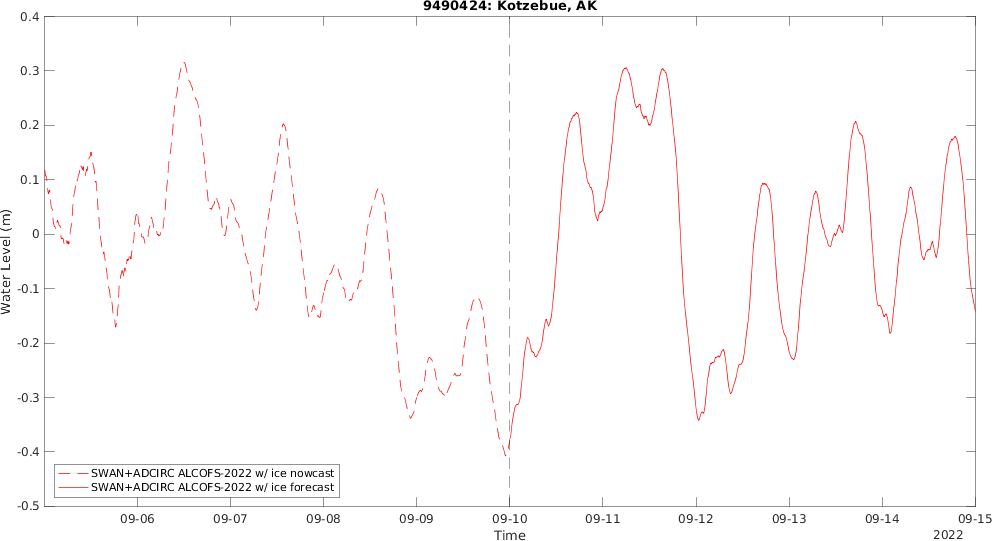 9490424: Kotzebue, AK
0.4
0.3
0.2
0.1
0
-0.1
-0.2
-0.3
-0.4
-0.5
Water Level (m)
SWAN+ADCIRC ALCOFS-2022 w/ ice nowcast
SWAN+ADCIRC ALCOFS-2022 w/ ice forecast
09-06 09-07 09-08 09-09 09-10 09-11 09-12 09-13 09-14 09-15
Time
2022